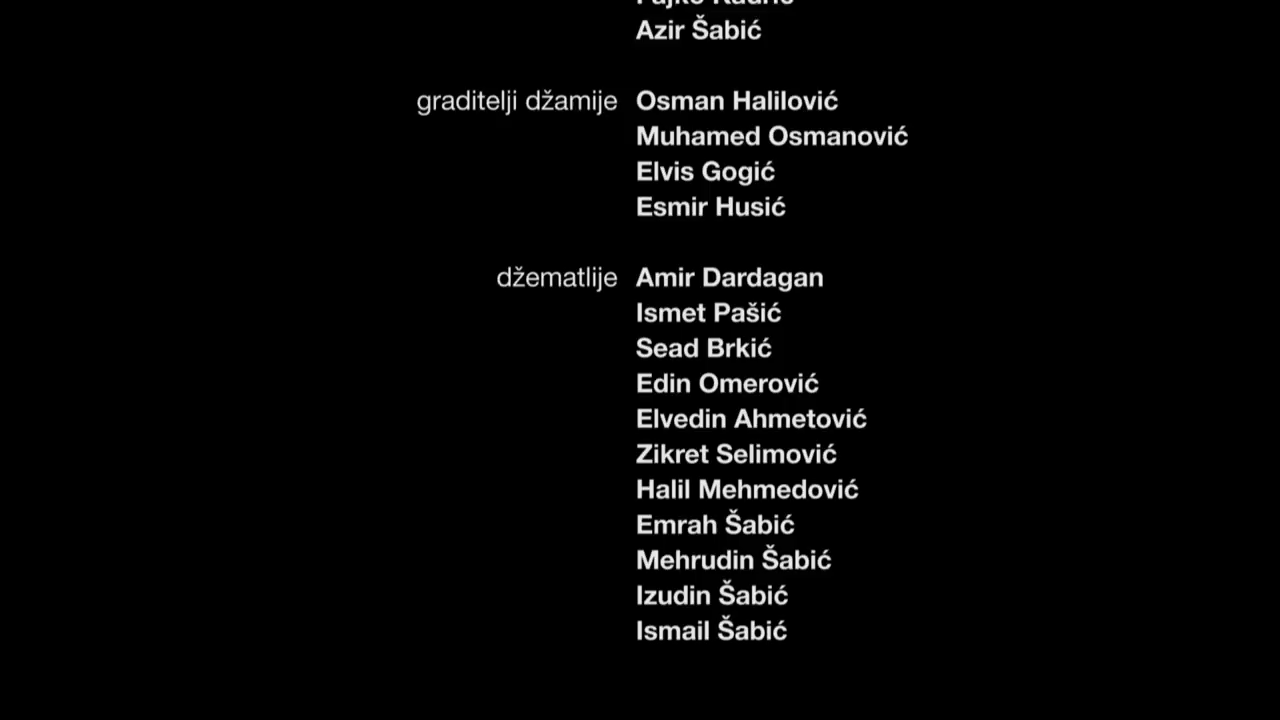 Azir Šabić
graditelji džamije Osman Halilović
Muhamed Osmanović
Elvis Gogić
Esmir Husić
džematlije Amir Dardagan
Ismet Pašić
Sead Brkić
Edin Omerović
Elvedin Ahmetović
Zikret Selimović
Halil Mehmedović
Emrah Šabić
Mehrudin Šabić
Izudin Šabić
Ismail Šabić